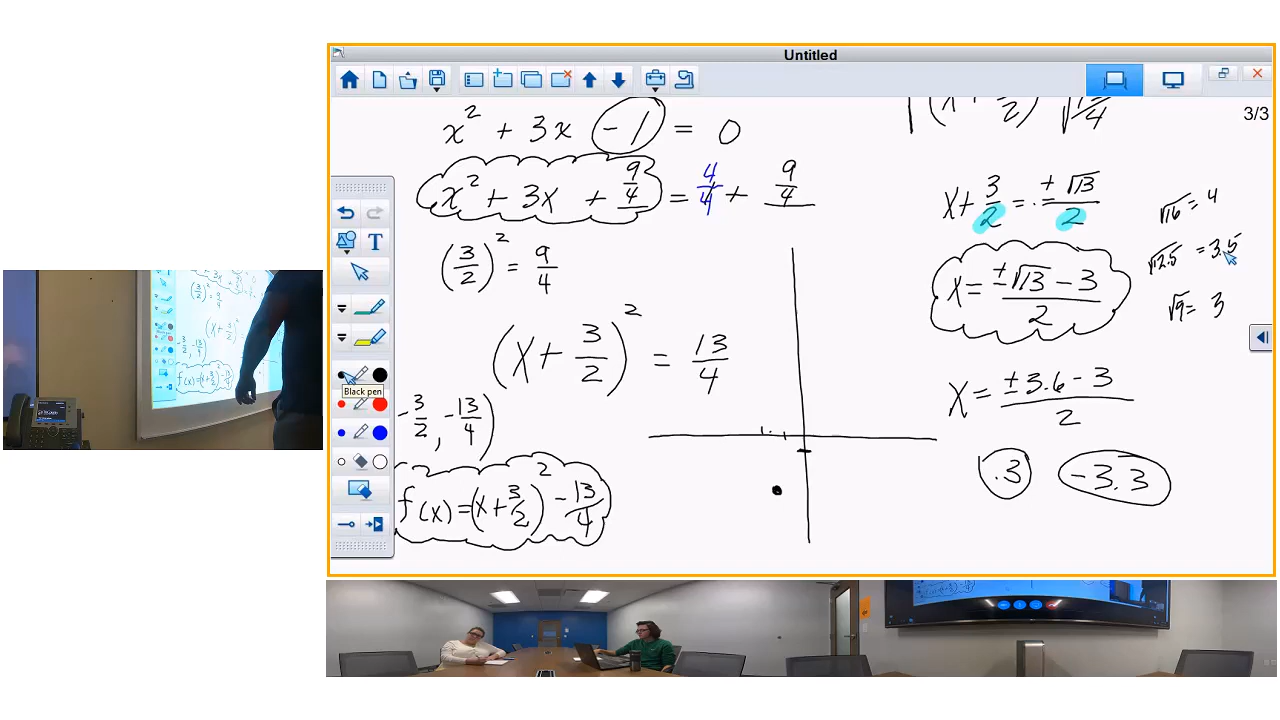 Untitled
3/3
x² + 3x - 1 = 0
x² + 3x + 9/4 = 4/4 + 9/4
(3/2)² = 9/4
(x + 3/2)² = 13/4
-3/2, -13/4)
f(x) = (x + 3/2)² - 13/4
x + 3/2 = ±√13/2
x = ±√13 - 3/2
x = ±3.6 - 3/2
.3 -3.3
√16 = 4
√12.5 = 3.5
√9 = 3
T
Black pen